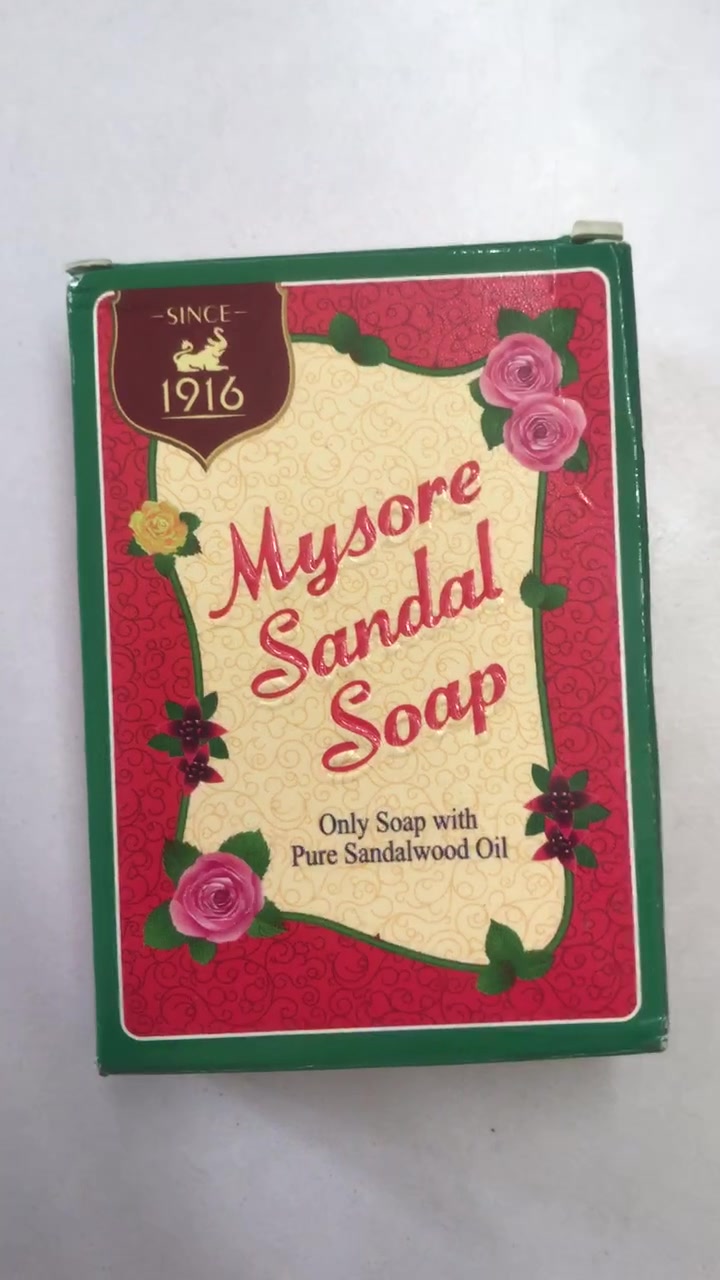 -SINCE-
1916
Mysore
Sandal
Soap
Only Soap with
Pure Sandalwood Oil